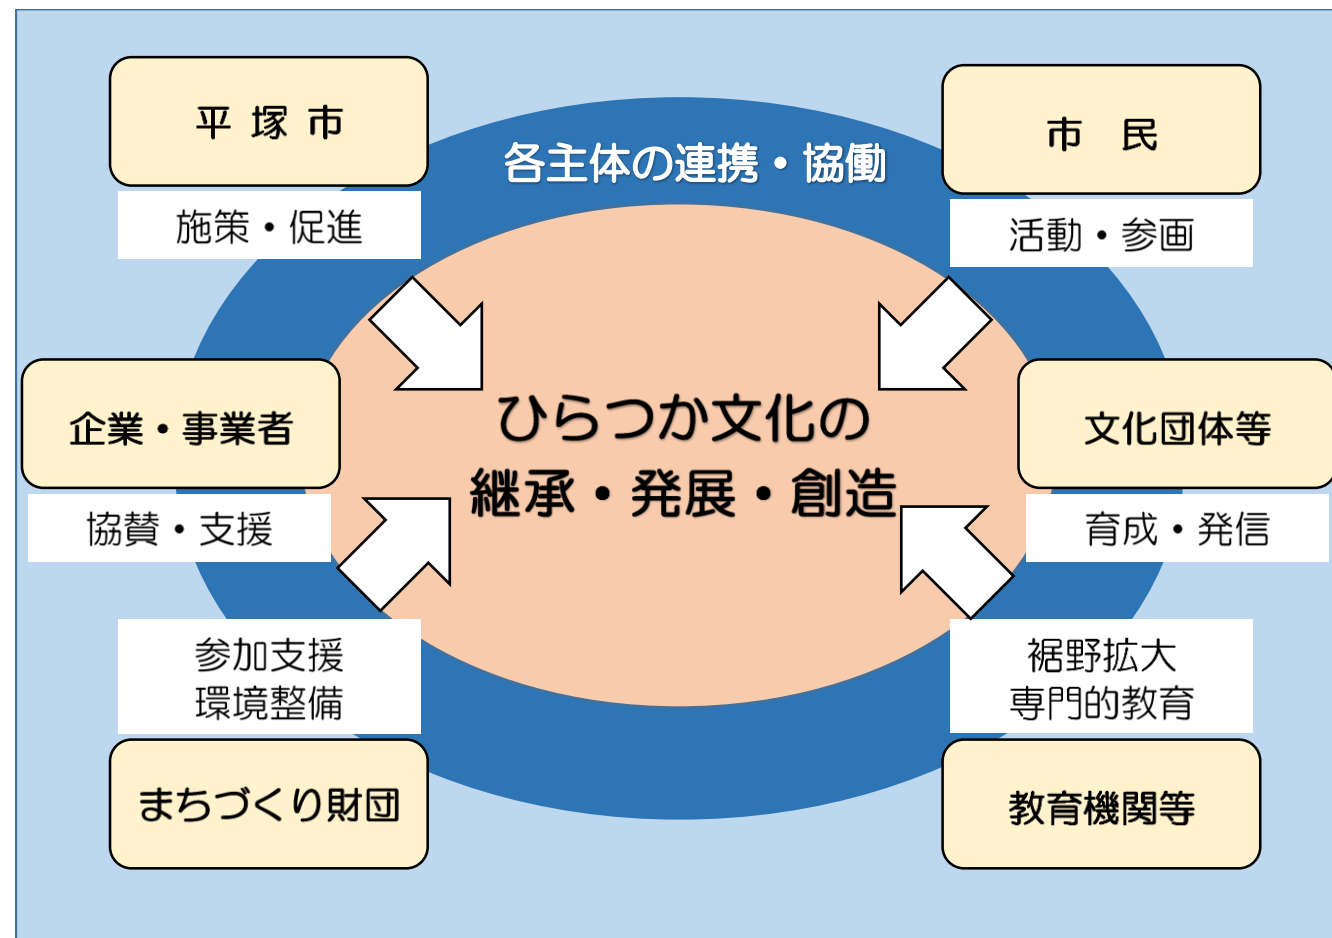 平塚市
施策・促進
市　民
活動・参画
各主体の連携・協働
企業・事業者
協賛・支援
ひらつか文化の
継承・発展・創造
文化団体等
育成・発信
参加支援
環境整備
まちづくり財団
裾野拡大
専門的教育
教育機関等